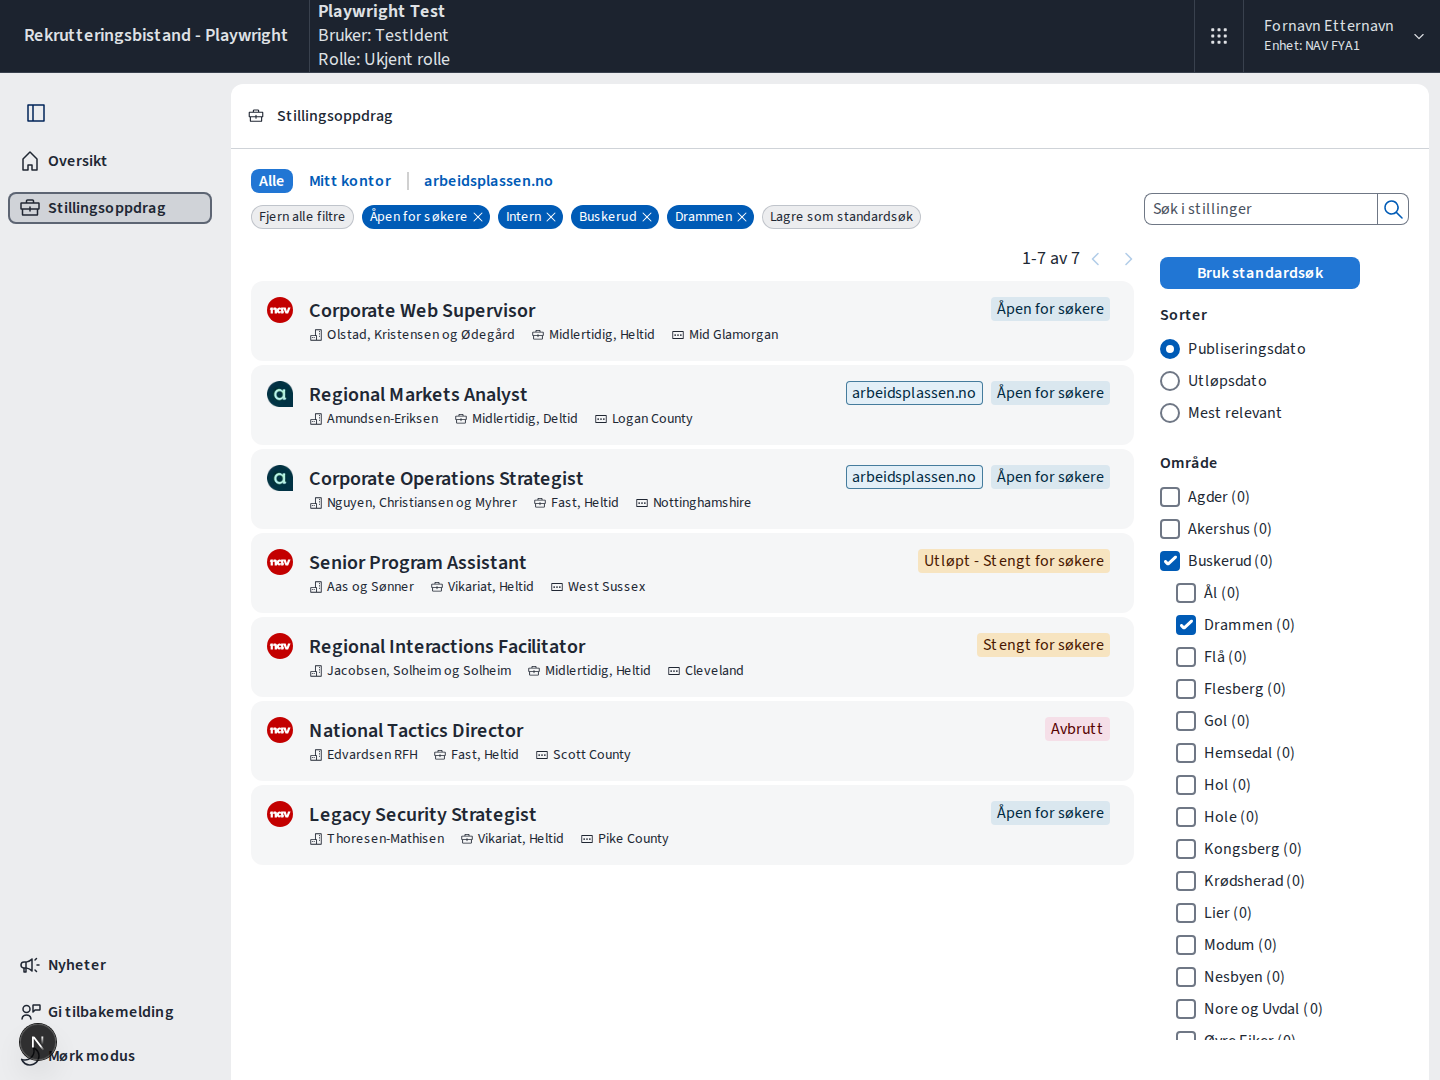 Rekrutteringsbistand - Playwright
Playwright Test
Bruker: TestIdent
Rolle: Ukjent rolle
Fornavn Etternavn
Enhet: NAV FYA1
Oversikt
Stillingsoppdrag
Nyheter
Gi tilbakemelding
N
Mørk modus
Stillingsoppdrag
Alle
Mitt kontor
arbeidsplassen.no
Fjern alle filtre
Åpen for søkere
Intern
Buskerud
Drammen
Lagre som standardsøk
1-7 av 7
nav
Corporate Web Supervisor
Åpen for søkere
Olstad, Kristensen og Ødegård
Midlertidig, Heltid
Mid Glamorgan
a
Regional Markets Analyst
arbeidsplassen.no
Åpen for søkere
Amundsen-Eriksen
Midlertidig, Deltid
Logan County
a
Corporate Operations Strategist
arbeidsplassen.no
Åpen for søkere
Nguyen, Christiansen og Myhrer
Fast, Heltid
Nottinghamshire
nav
Senior Program Assistant
Utløpt - Stengt for søkere
Aas og Sønner
Vikariat, Heltid
West Sussex
nav
Regional Interactions Facilitator
Stengt for søkere
Jacobsen, Solheim og Solheim
Midlertidig, Heltid
Cleveland
nav
National Tactics Director
Avbrutt
Edvardsen RFH
Fast, Heltid
Scott County
nav
Legacy Security Strategist
Åpen for søkere
Thoresen-Mathisen
Vikariat, Heltid
Pike County
Søk i stillinger
Bruk standardsøk
Sorter
Publiseringsdato
Utløpsdato
Mest relevant
Område
Agder (0)
Akershus (0)
Buskerud (0)
Ål (0)
Drammen (0)
Flå (0)
Flesberg (0)
Gol (0)
Hemsedal (0)
Hol (0)
Hole (0)
Kongsberg (0)
Krødsherad (0)
Lier (0)
Modum (0)
Nesbyen (0)
Nore og Uvdal (0)
Øvre Eiker (0)